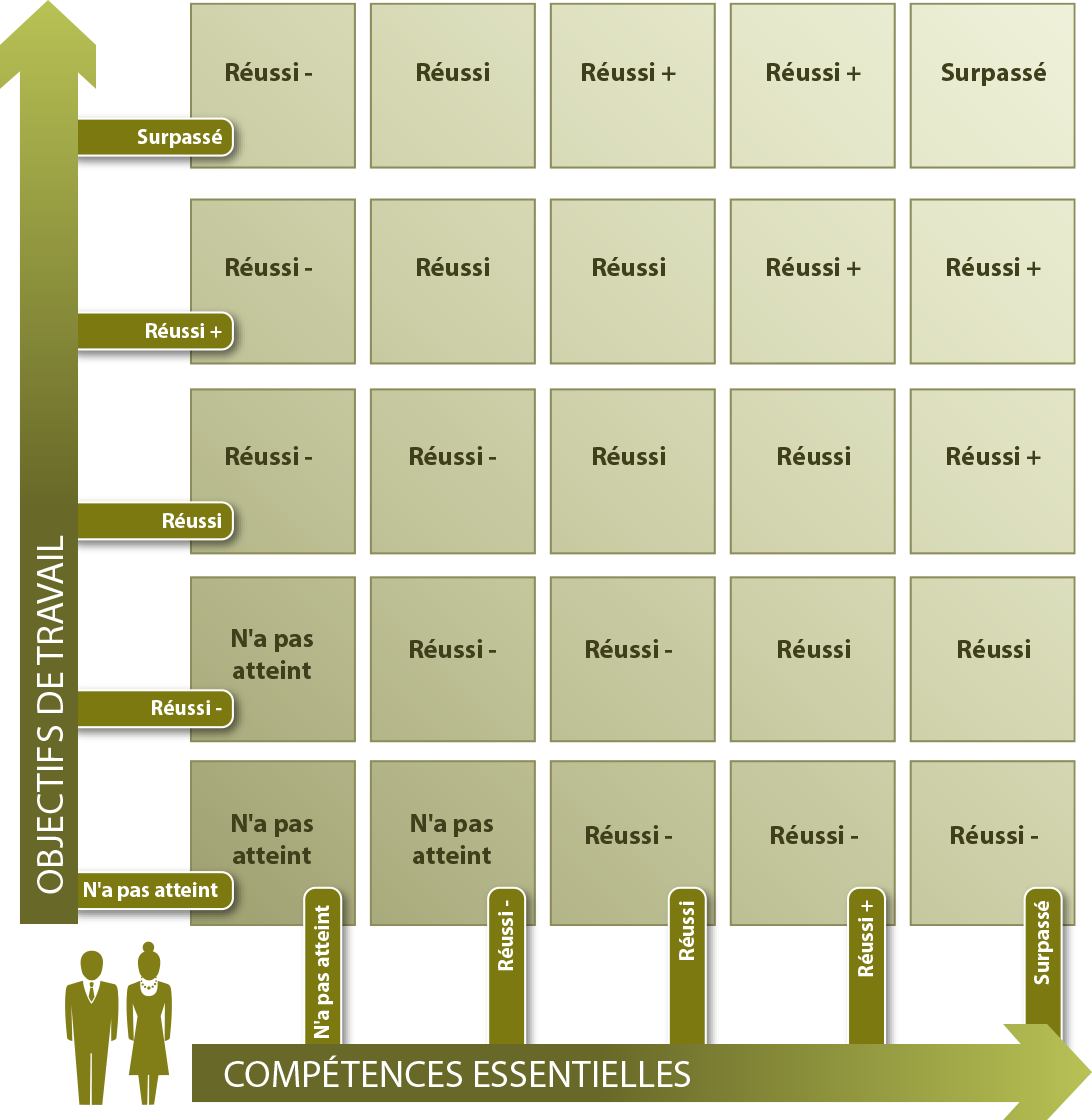 Réussi -
Réussi
Réussi +
Réussi +
Surpassé
Surpassé
Réussi -
Réussi
Réussi
Réussi +
Réussi +
Réussi +
Réussi -
Réussi -
Réussi
Réussi
Réussi +
Réussi
N'a pas
atteint
Réussi -
Réussi -
Réussi
Réussi
Réussi -
N'a pas
atteint
N'a pas
atteint
Réussi -
Réussi -
Réussi -
N'a pas atteint
OBJECTIFS DE TRAVAIL
N'a pas atteint
Réussi -
Réussi
Réussi +
Surpassé
COMPÉTENCES ESSENTIELLES